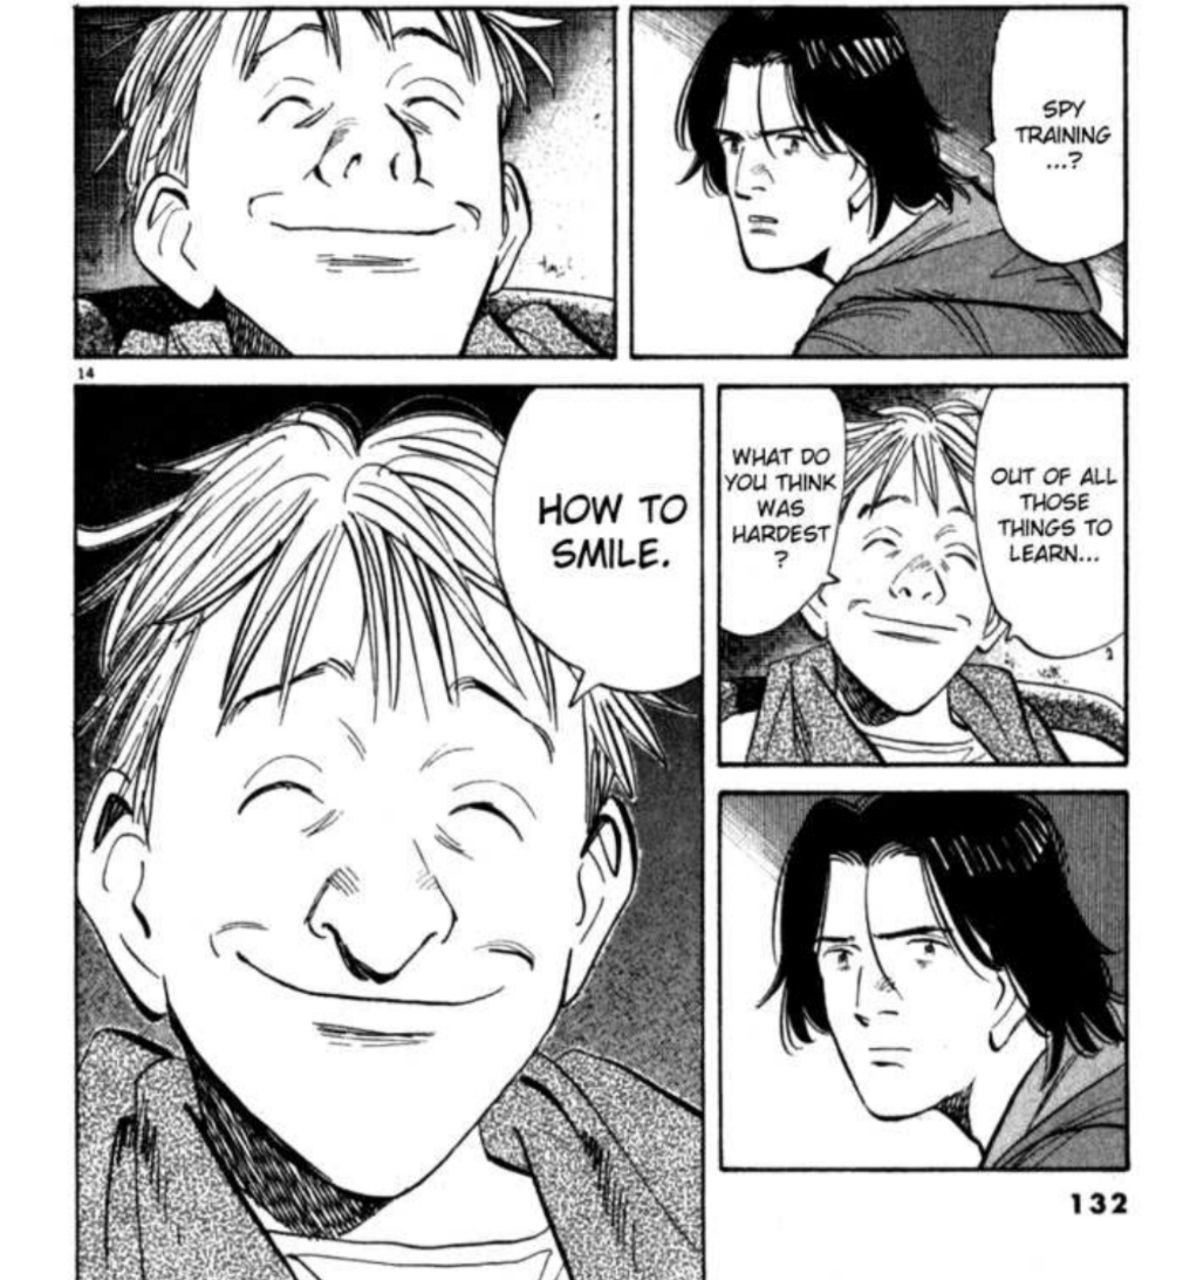 SPY
TRAINING
...?
14
OUT OF ALL
THOSE
THINGS TO
LEARN...
WHAT DO
YOU THINK
WAS
HARDEST
?
HOW TO
SMILE.
132